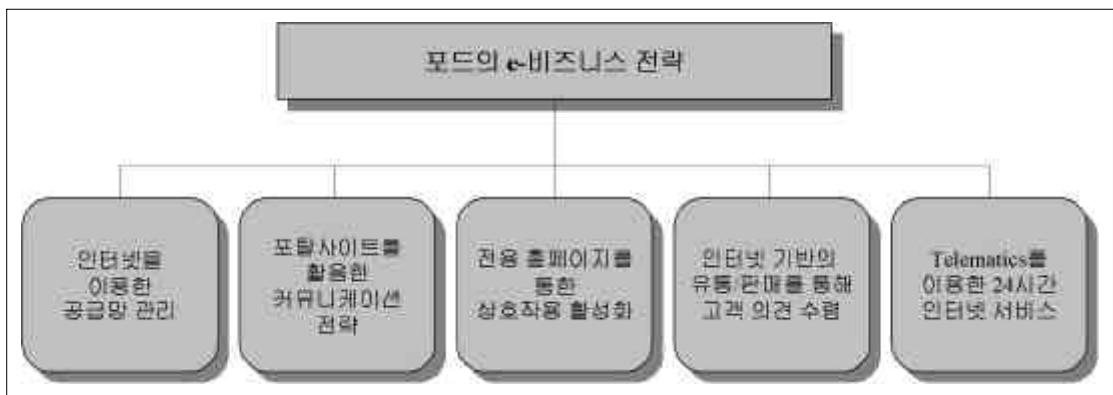 포드의 e-비즈니스 전략
인터넷을
이용한
공급망 관리
포탈사이트를
활용한
커뮤니케이션
전략
전용 홈페이지를
통한
상호작용 활성화
인터넷 기반의
유통/판매를 통해
고객 의견 수렴
Telematics를
이용한 24시간
인터넷 서비스